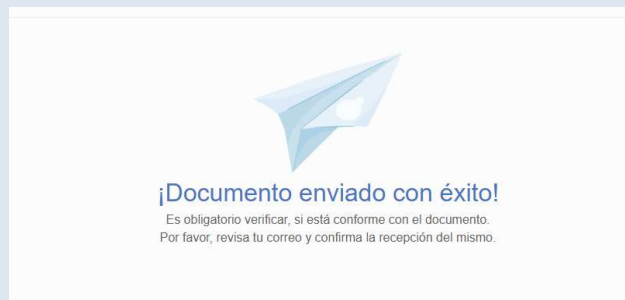 ¡Documento enviado con éxito!
Es obligatorio verificar, si está conforme con el documento.
Por favor, revisa tu correo y confirma la recepción del mismo.